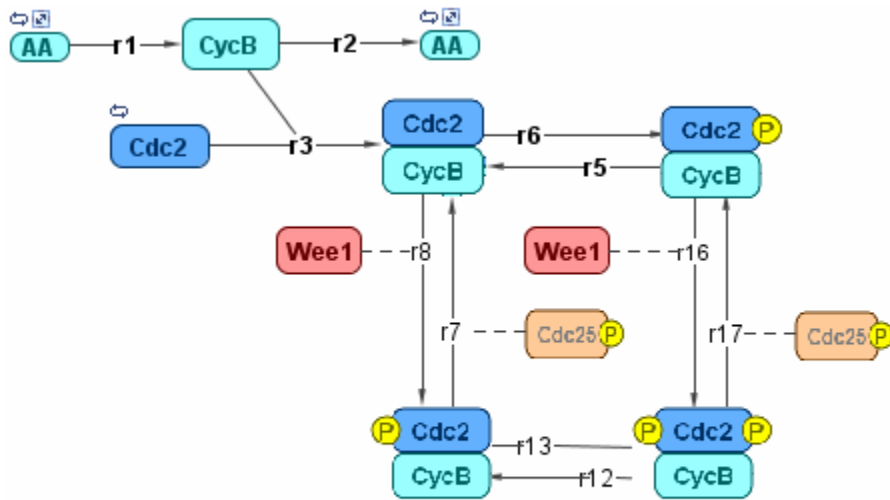 AA r1 CycB r2 AA
Cdc2 r3
Cdc2 r6 Cdc2 P
CycB r5 CycB
Wee1 r8 Wee1 r16
r7 Cdc25 P r17 Cdc25 P
P Cdc2 r13 P Cdc2 P
CycB r12 CycB